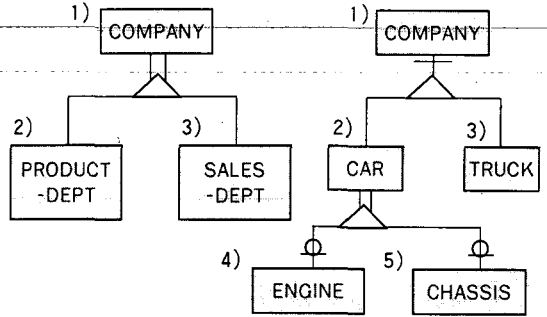 1) COMPANY
2) PRODUCT
-DEPT
3) SALES
-DEPT
1) COMPANY
2) CAR
3) TRUCK
4) ENGINE
5) CHASSIS